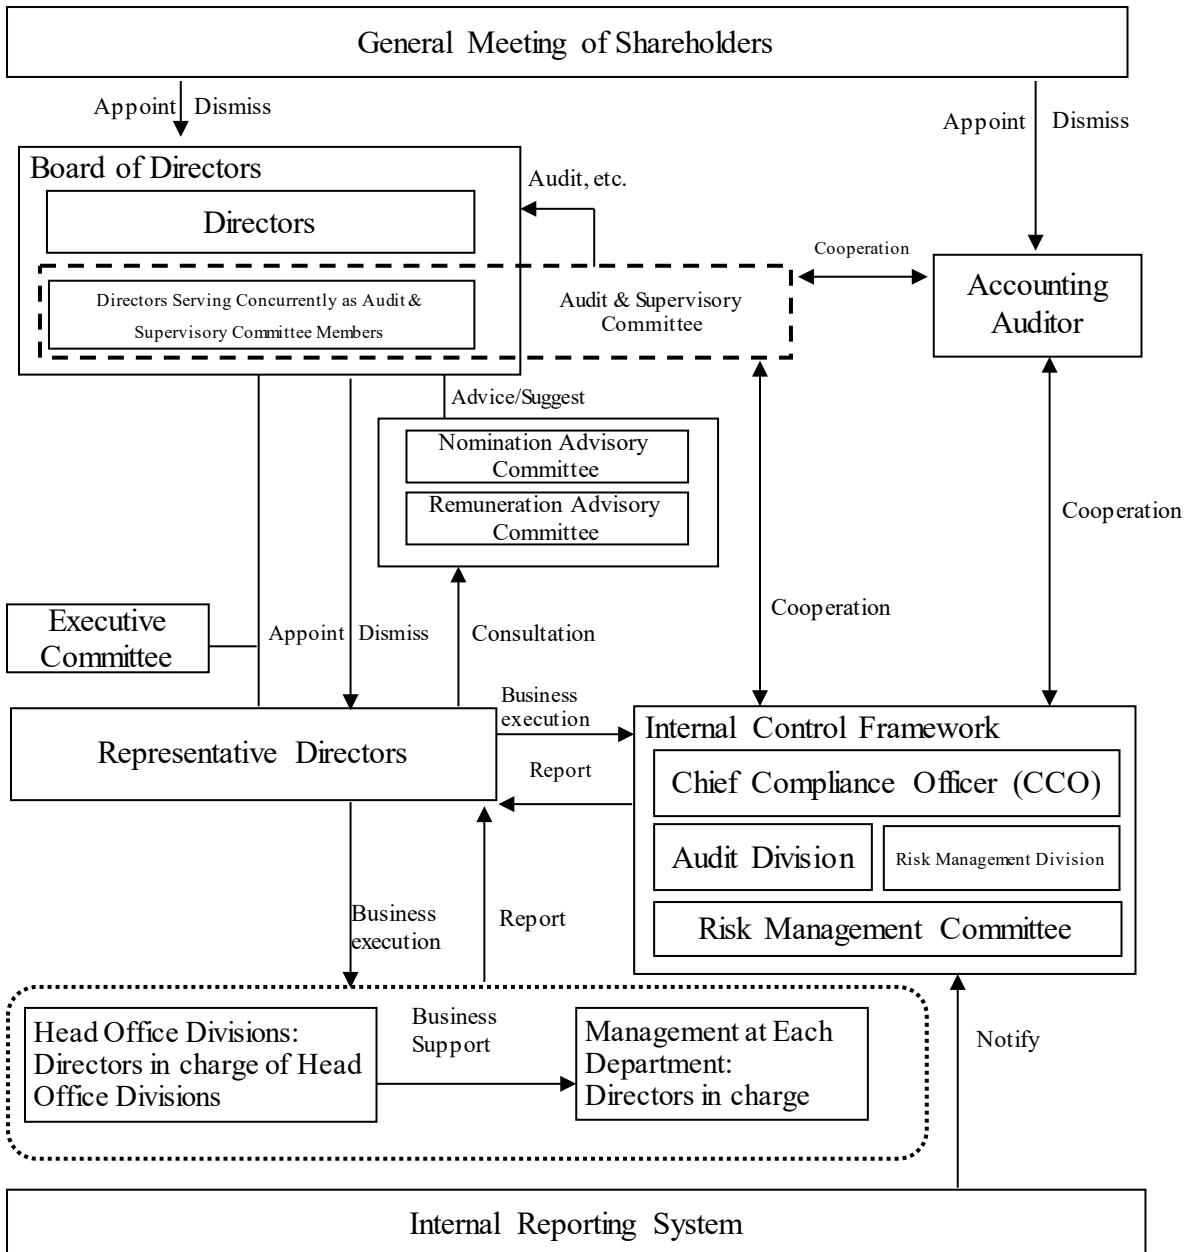 General Meeting of Shareholders
Appoint Dismiss
Appoint Dismiss
Board of Directors
Directors
Audit, etc.
Directors Serving Concurrently as Audit &
Supervisory Committee Members
Audit & Supervisory
Committee
Cooperation
Accounting
Auditor
Advice/Suggest
Nomination Advisory
Committee
Remuneration Advisory
Committee
Cooperation
Cooperation
Executive
Committee
Appoint Dismiss
Consultation
Representative Directors
Business
execution
Report
Internal Control Framework
Chief Compliance Officer (CCO)
Audit Division
Risk Management Division
Risk Management Committee
Business
execution
Report
Head Office Divisions:
Directors in charge of Head
Office Divisions
Business
Support
Management at Each
Department:
Directors in charge
Notify
Internal Reporting System